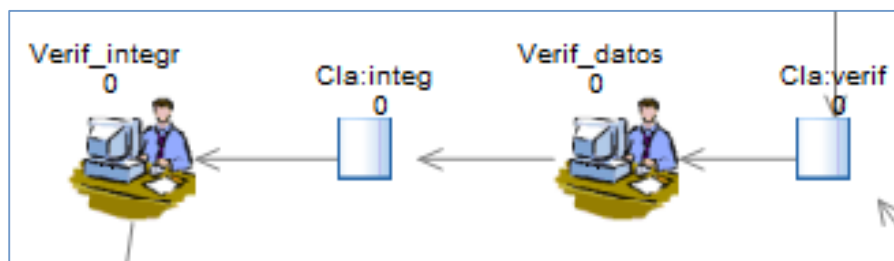 Verif_integr
0
Cla:integ
0
Verif_datos
0
Cla:verif
0